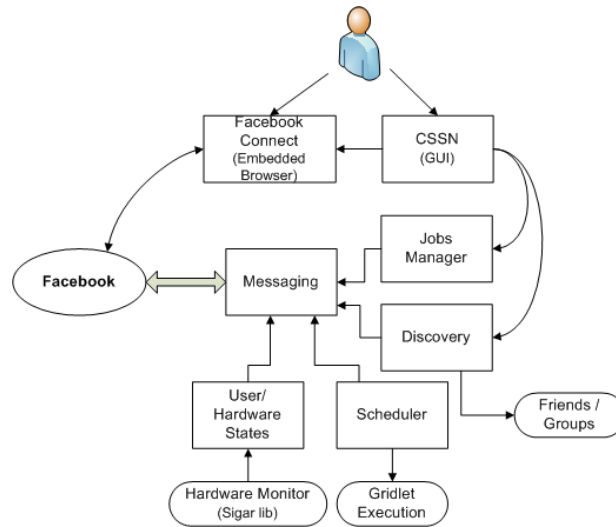 Facebook
Connect
(Embedded
Browser)
CSSN
(GUI)
Jobs
Manager
Facebook
Messaging
Discovery
User/
Hardware
States
Scheduler
Friends /
Groups
Hardware Monitor
(Sigar lib)
Gridlet
Execution